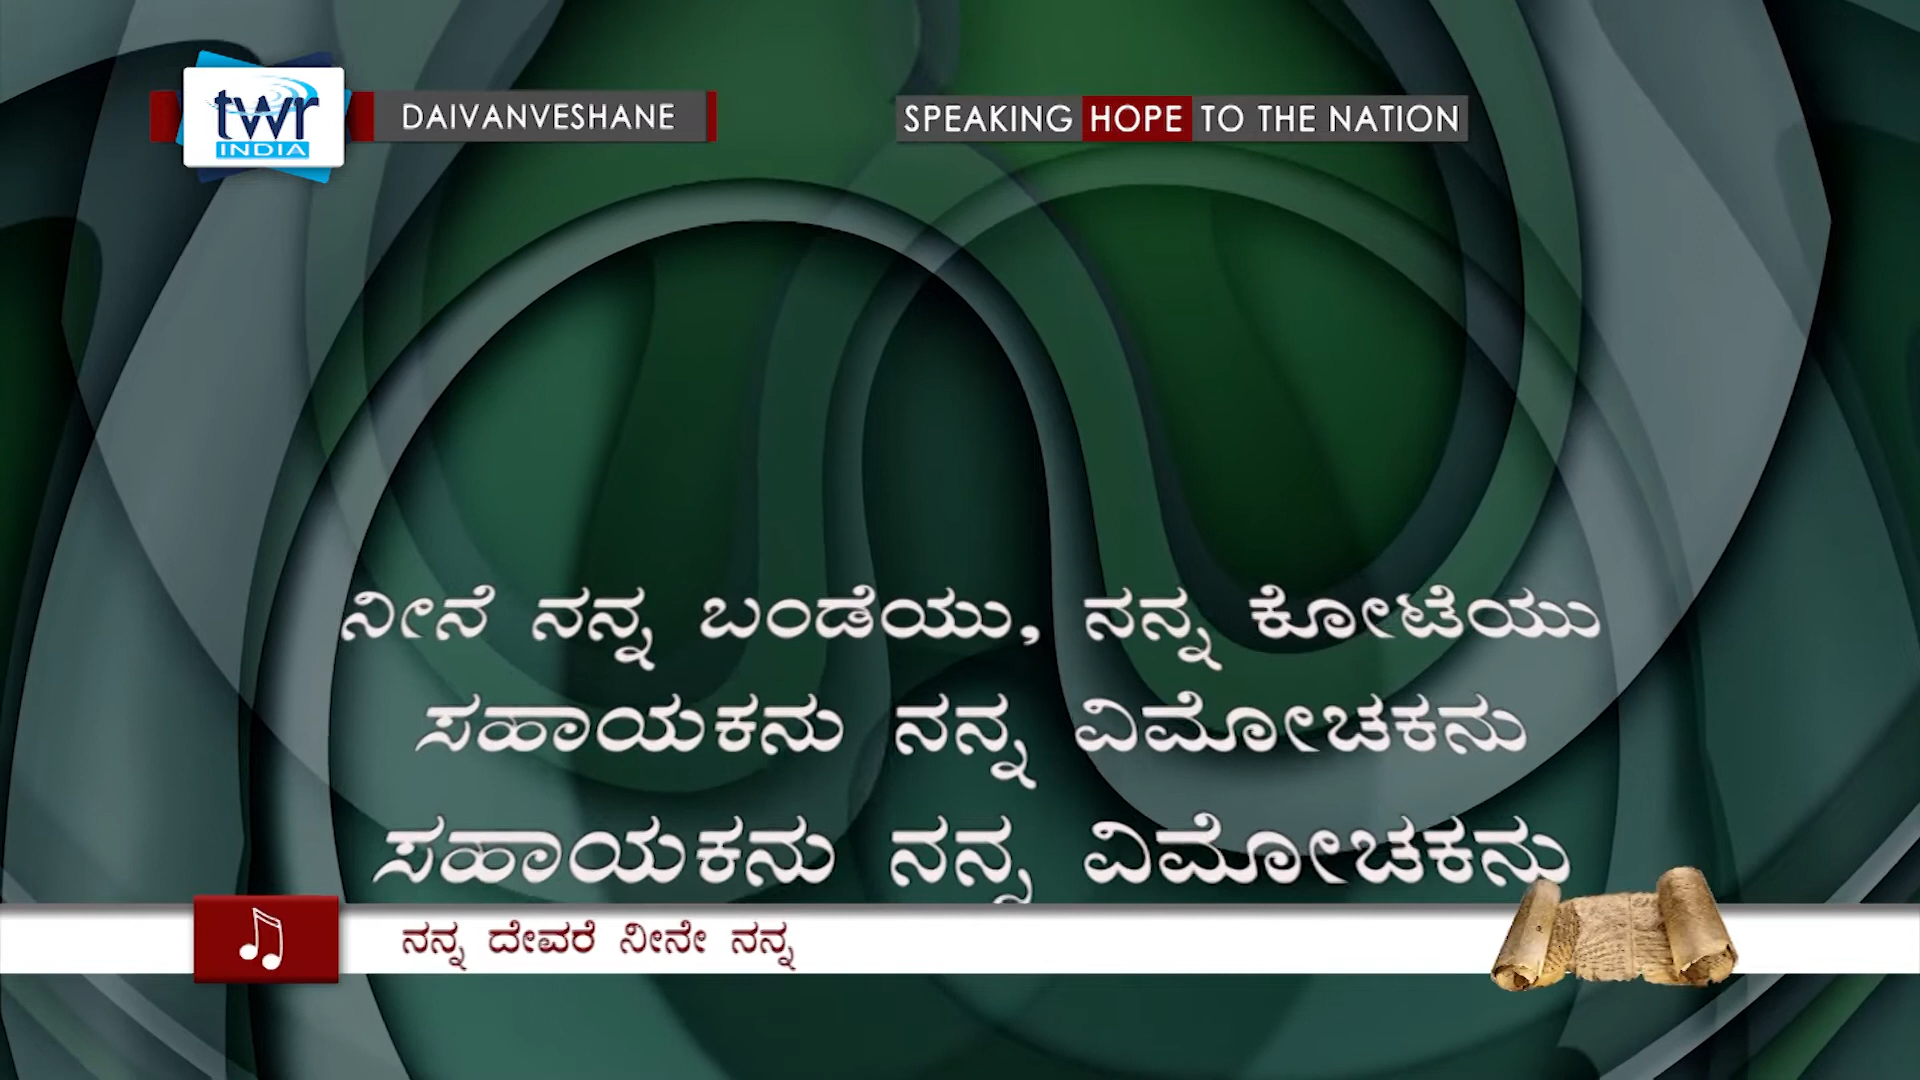 twr
INDIA
DAIVANVESHANE
SPEAKING HOPE TO THE NATION
ನೀನೆ ನನ್ನ ಬಂಡೆಯು, ನನ್ನ ಕೋಟೆಯು
ಸಹಾಯಕನು ನನ್ನ ವಿಮೋಚಕನು
ಸಹಾಯಕನು ನನ್ನ ವಿಮೋಚಕನು
ನನ್ನ ದೇವರೆ ನೀನೇ ನನ್ನ